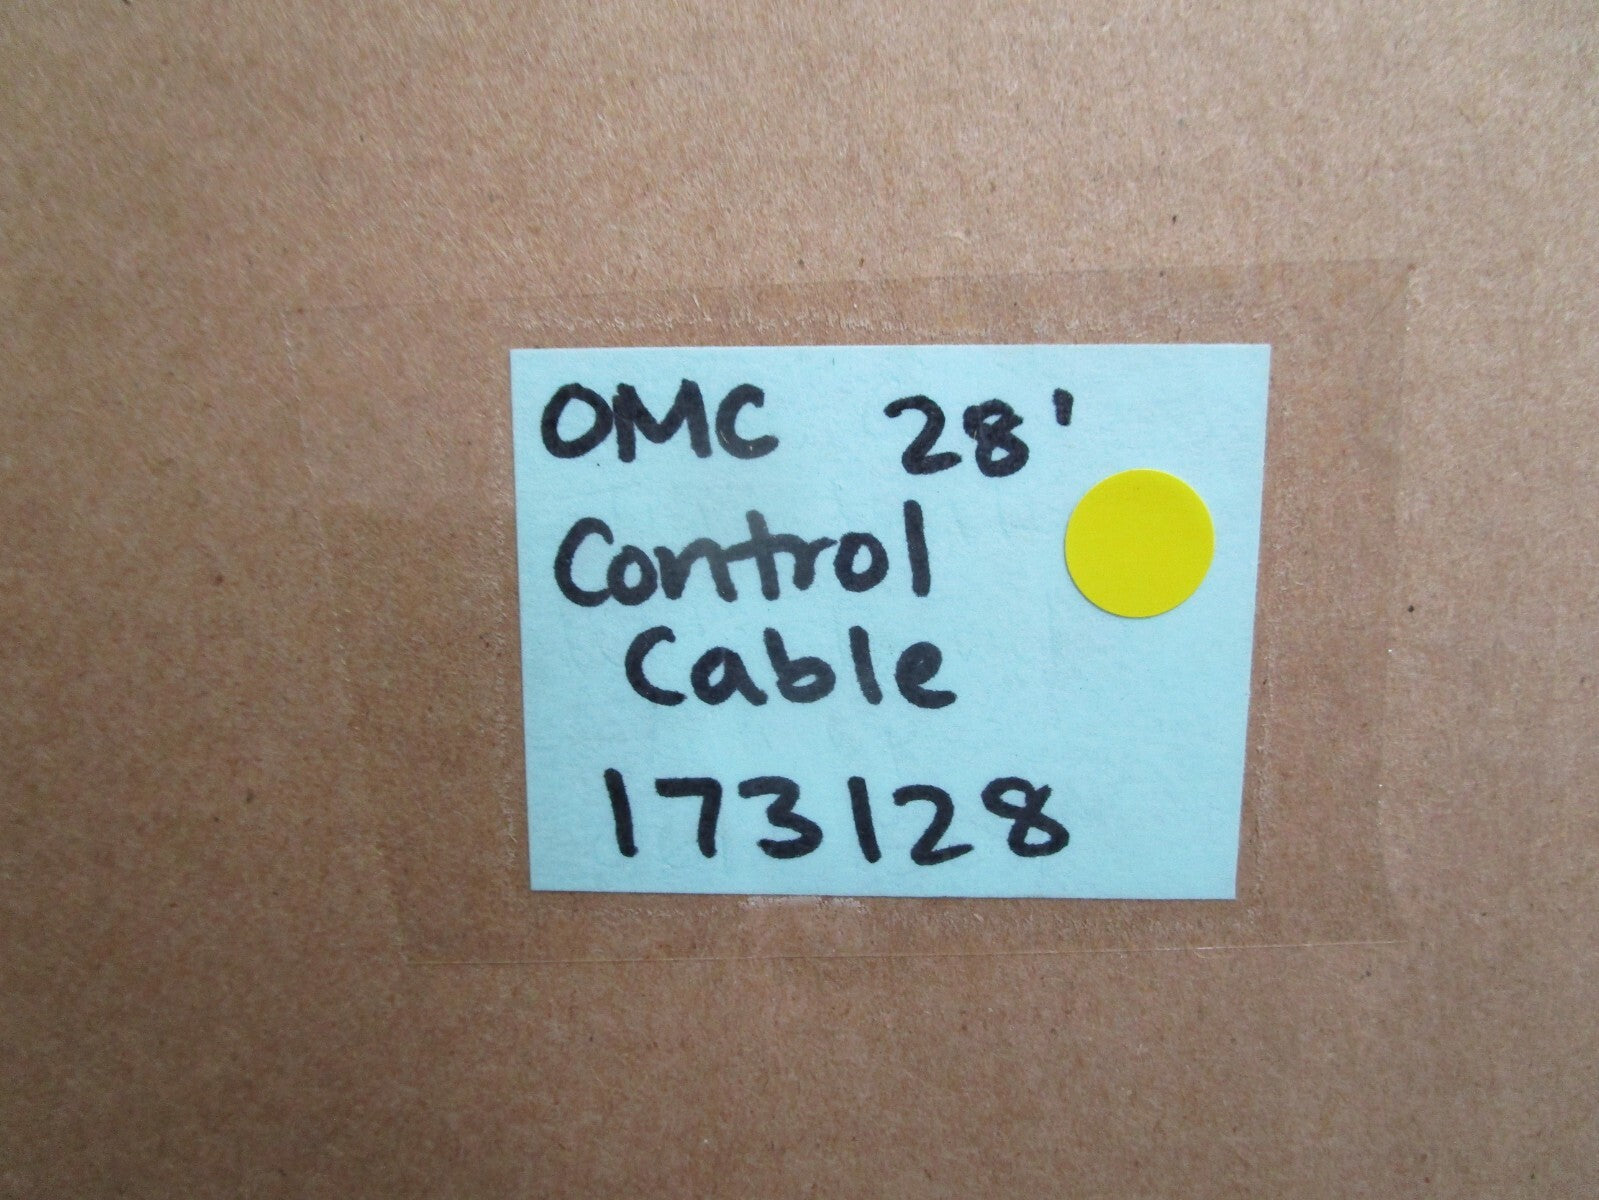 OMC 28'
Control
Cable
173128